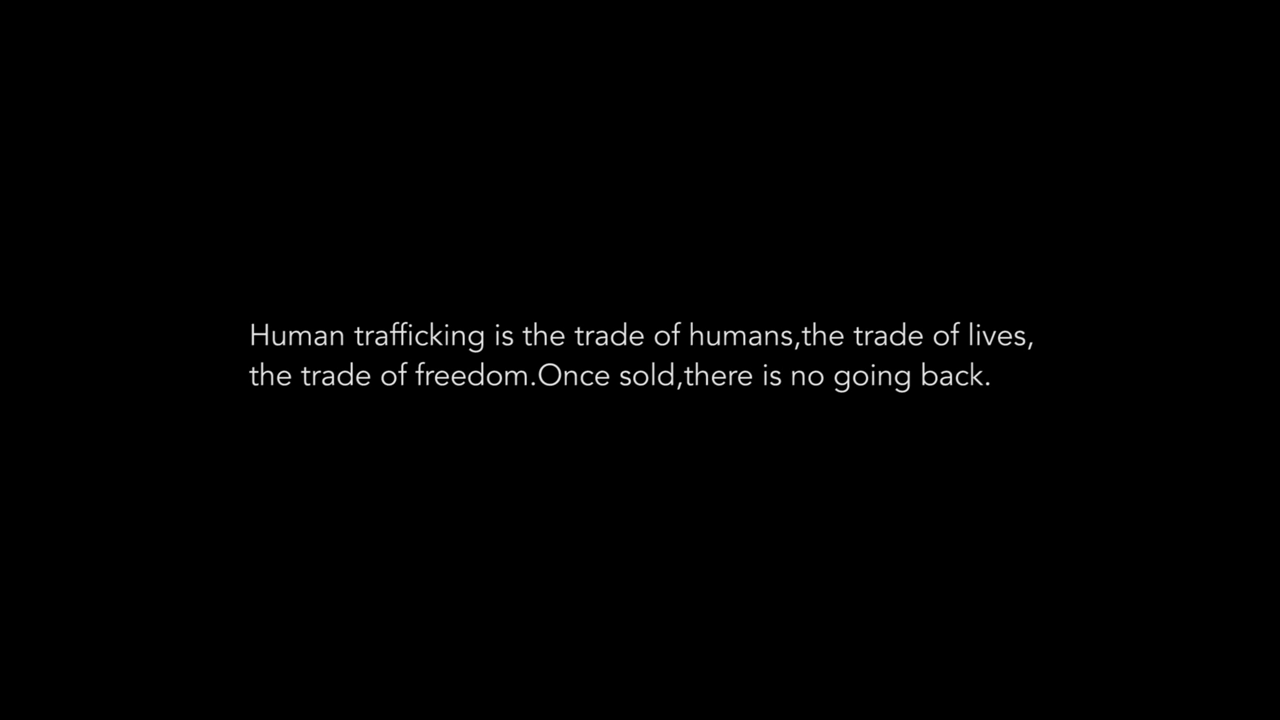 Human trafficking is the trade of humans,the trade of lives,
the trade of freedom.Once sold,there is no going back.